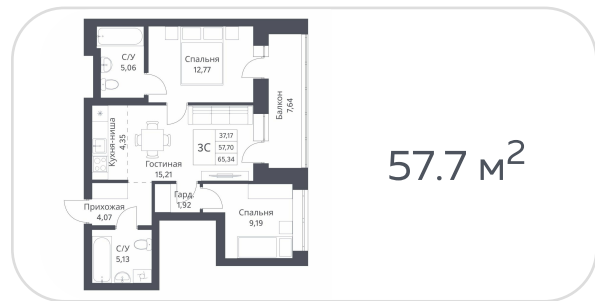 С/У
5,06
Спальня
12,77
Балкон
7,64
Кухня-ниша
4,35
3С
37,17
57,70
65,34
Гостиная
15,21
57.7 м²
Гард.
1,92
Прихожая
4,07
Спальня
9,19
С/У
5,13